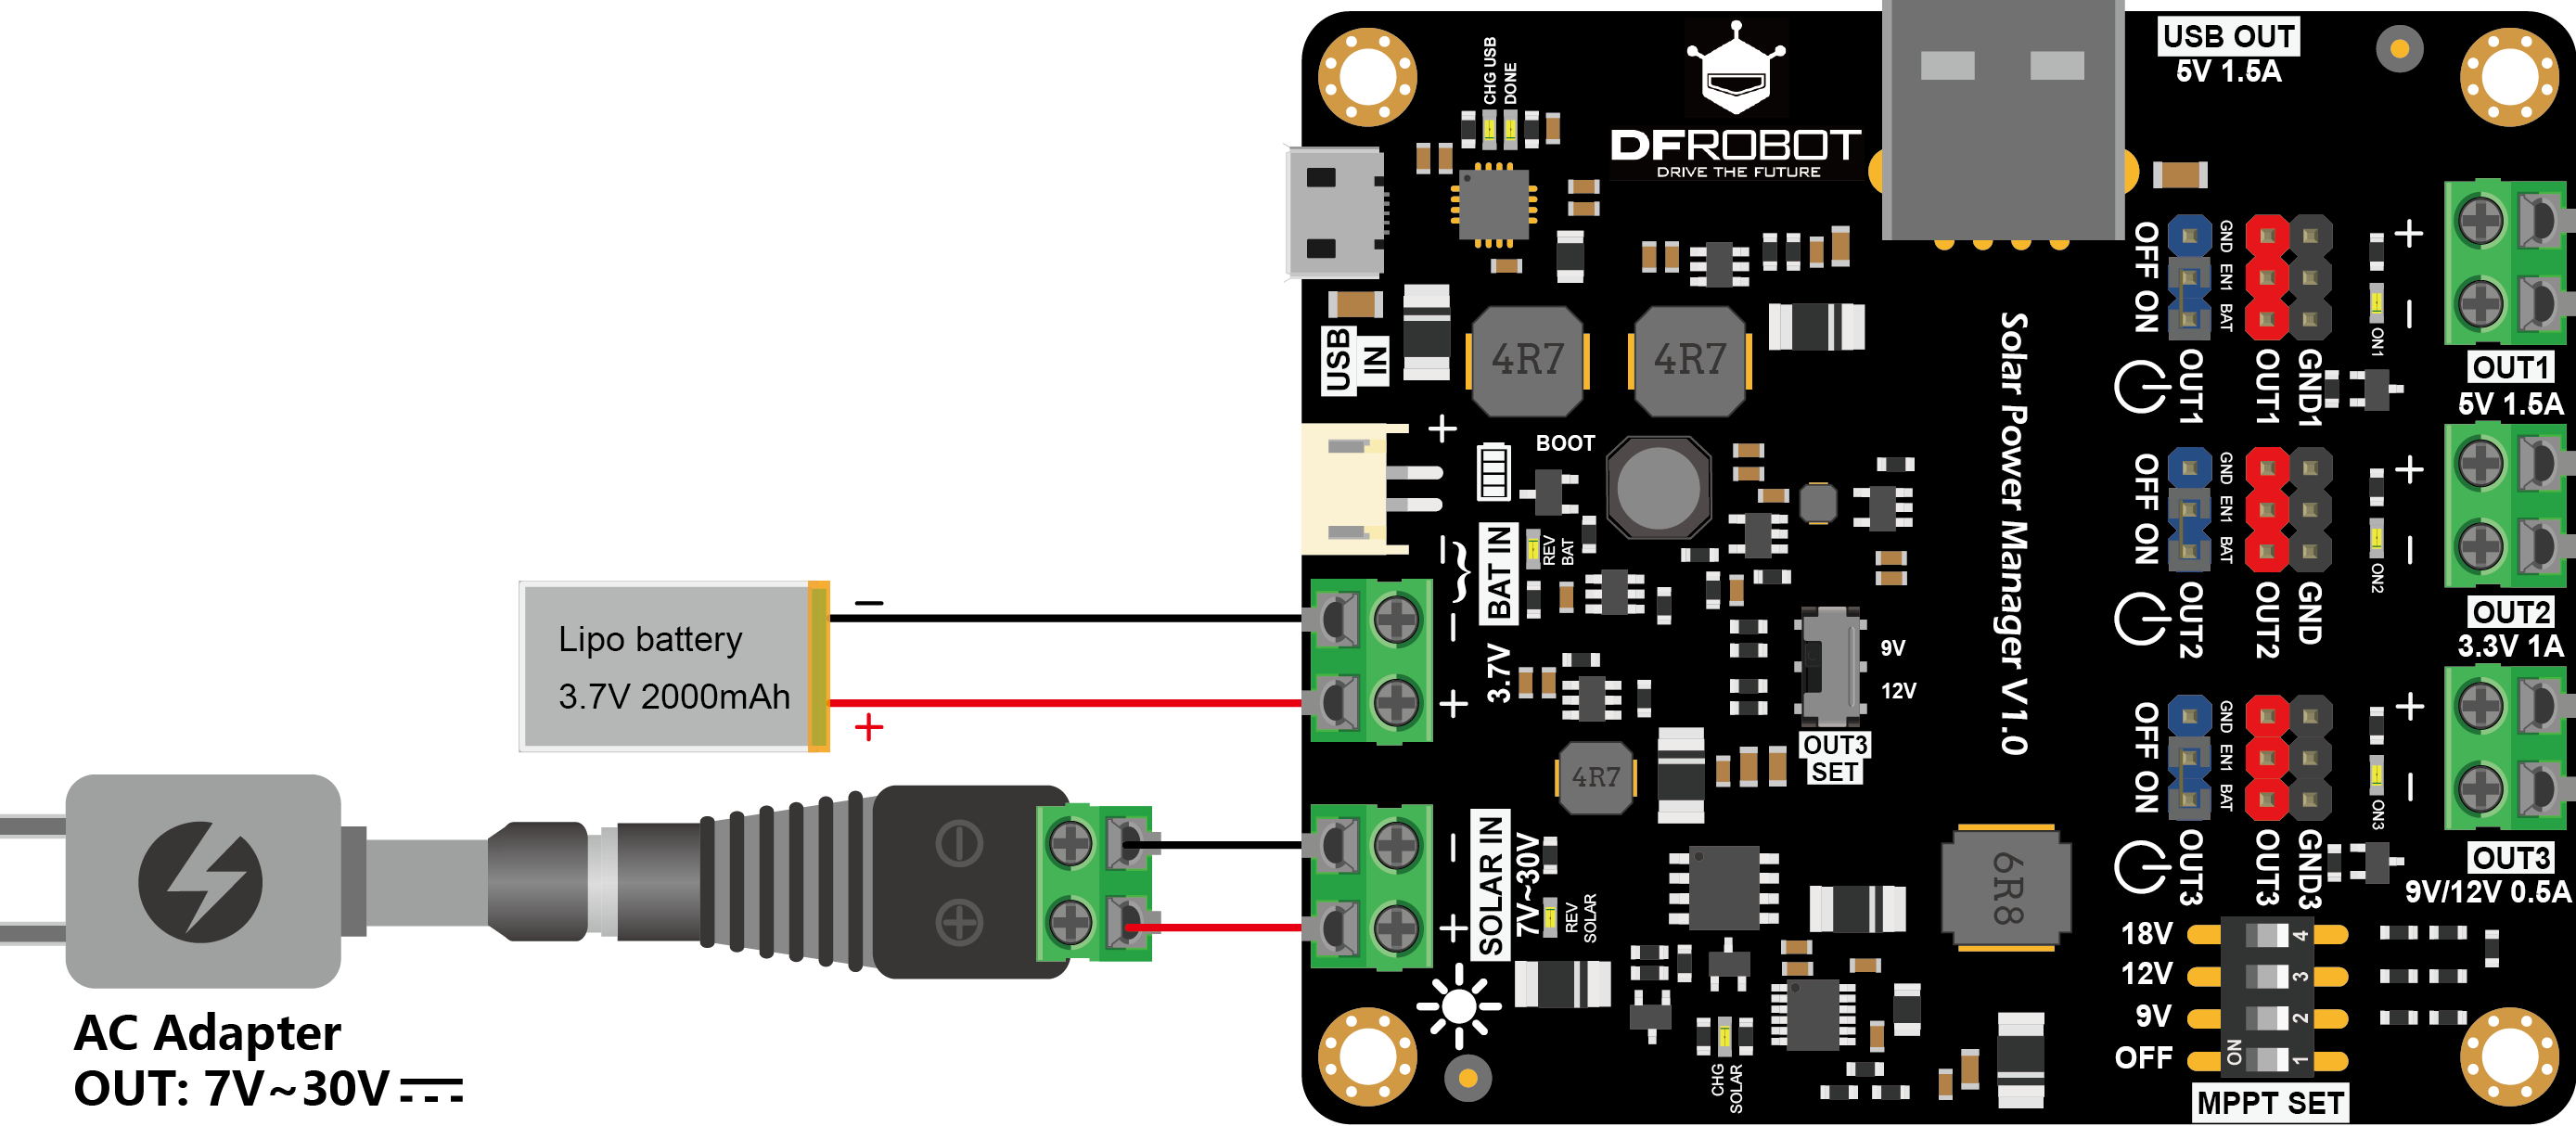 USB OUT
5V 1.5A
CHG USB
DONE
DFROBOT
DRIVE THE FUTURE
USB
IN
4R7
4R7
BOOT
REV
BAT
BAT IN
3.7V
Lipo battery
3.7V 2000mAh
−
+
−
+
+
−
9V
12V
OUT3
SET
4R7
Solar Power Manager V1.0
OFF ON
GND EN1 BAT
OUT1
OUT1
GND1
ON1
+
−
OUT1
5V 1.5A
OFF ON
GND EN1 BAT
OUT2
OUT2
GND
ON2
+
−
OUT2
3.3V 1A
OFF ON
GND EN1 BAT
OUT3
OUT3
GND3
ON3
+
−
OUT3
9V/12V 0.5A
SOLAR IN
7V~30V
−
+
REV
SOLAR
6R8
CHG
SOLAR
18V
12V
9V
OFF
4
3
2
1
ON
MPPT SET
AC Adapter
OUT: 7V~30V